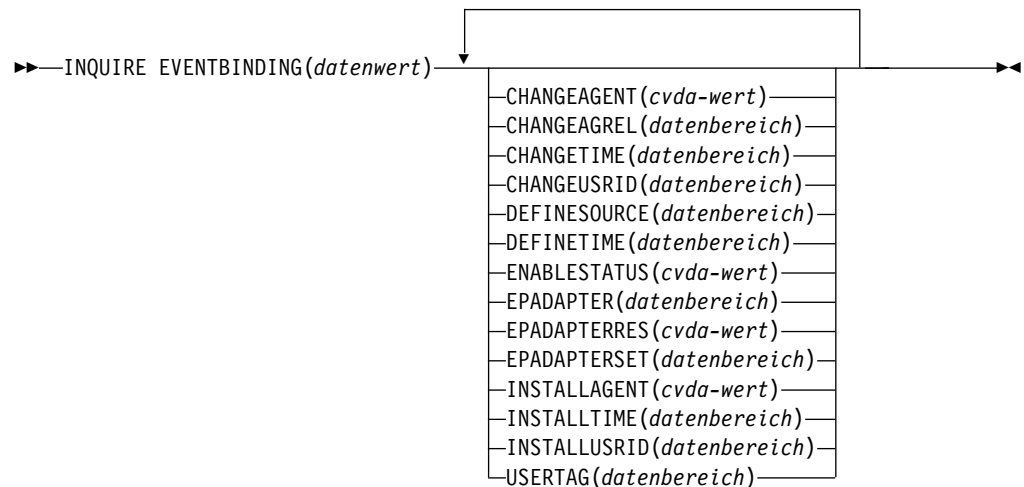 INQUIRE EVENTBINDING(datenwert)
CHANGEAGENT(cvda-wert)
CHANGEAGREL(datenbereich)
CHANGETIME(datenbereich)
CHANGEUSRID(datenbereich)
DEFINESOURCE(datenbereich)
DEFINETIME(datenbereich)
ENABLESTATUS(cvda-wert)
EPADAPTER(datenbereich)
EPADAPTERRES(cvda-wert)
EPADAPTERSET(datenbereich)
INSTALLAGENT(cvda-wert)
INSTALLTIME(datenbereich)
INSTALLUSRID(datenbereich)
USERTAG(datenbereich)